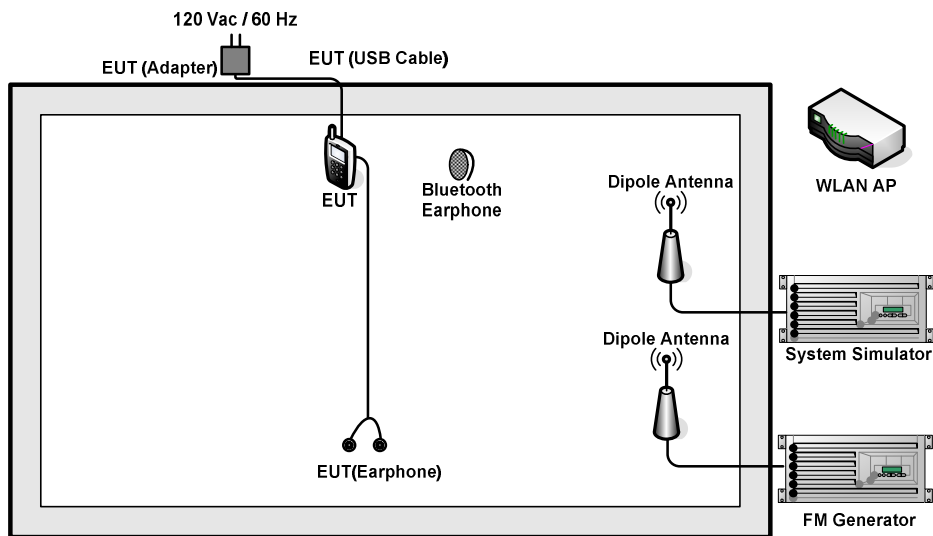 120 Vac / 60 Hz
EUT (USB Cable)
EUT (Adapter)
EUT
Bluetooth
Earphone
Dipole Antenna
WLAN AP
System Simulator
Dipole Antenna
EUT(Earphone)
FM Generator